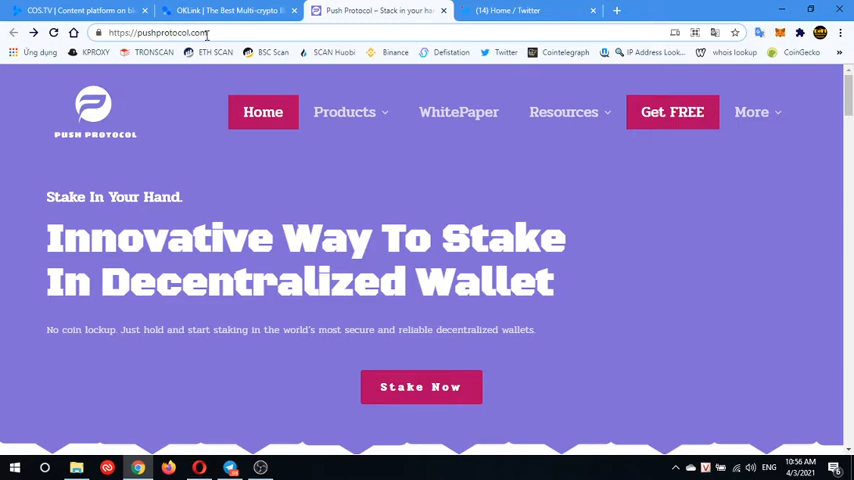 COS.TV | Content platform on bl
OKLink | The Best Multi-crypto B
Push Protocol – Stack in your ha
(14) Home / Twitter
https://pushprotocol.com
Ứng dụng
KPROXY
TRONSCAN
ETH SCAN
BSC Scan
SCAN Huobi
Binance
Defistation
Cointelegraph
IP Address Look...
whois lookup
CoinGecko
PUSH PROTOCOL
Home
Products
WhitePaper
Resources
Get FREE
More
Stake In Your Hand.
Innovative Way To Stake
In Decentralized Wallet
No coin lockup. Just hold and start staking in the world's most secure and reliable decentralized wallets.
Stake Now
ENG
10:56 AM
4/3/2021